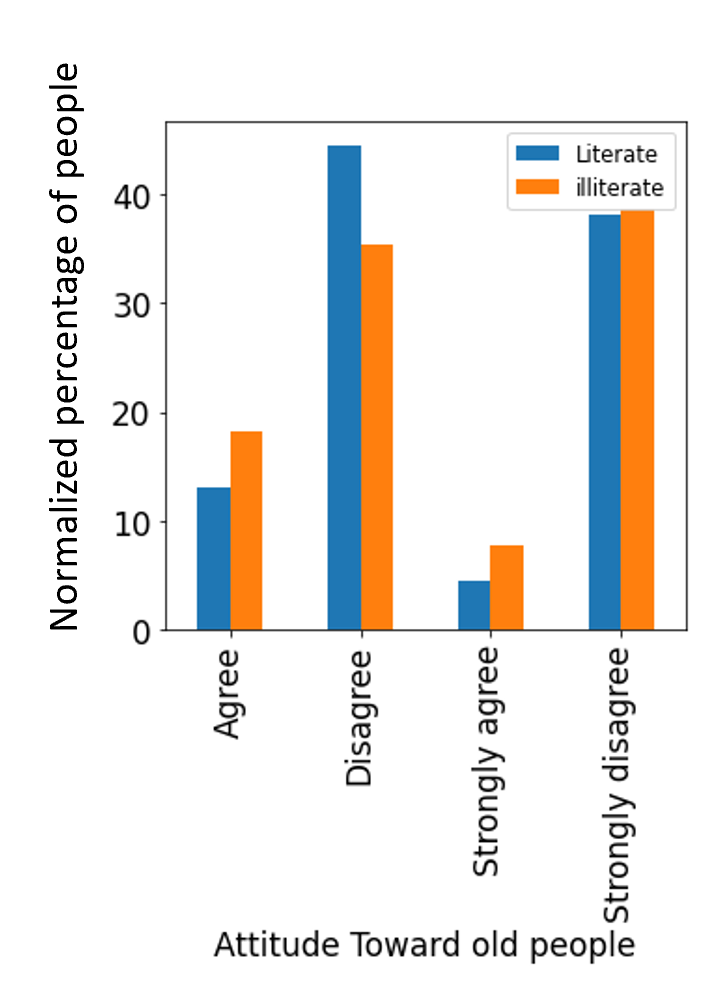 Normalized percentage of people
40
30
20
10
0
Literate
illiterate
Agree
Disagree
Strongly agree
Strongly disagree
Attitude Toward old people